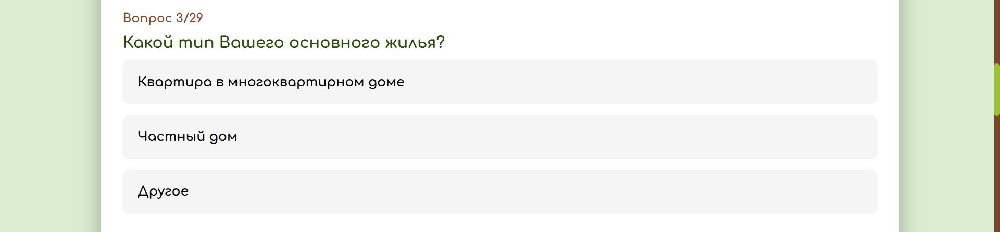 Вопрос 3/29
Какой тип Вашего основного жилья?
Квартира в многоквартирном доме
Частный дом
Другое